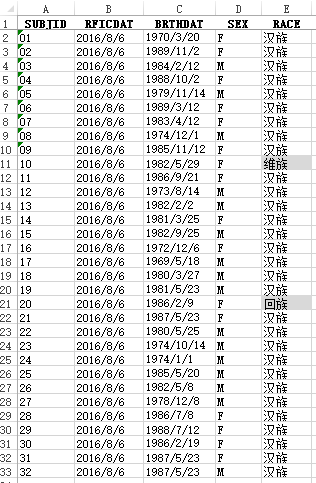 A B C D E
1 SUBJID RFICDAT BRTHDAT SEX RACE
2 01 2016/8/6 1970/3/20 F 汉族
3 02 2016/8/6 1989/11/2 F 汉族
4 03 2016/8/6 1984/2/12 M 汉族
5 04 2016/8/6 1988/10/2 F 汉族
6 05 2016/8/6 1979/11/14 M 汉族
7 06 2016/8/6 1989/3/12 F 汉族
8 07 2016/8/6 1983/4/12 F 汉族
9 08 2016/8/6 1974/12/1 M 汉族
10 09 2016/8/6 1985/11/12 F 汉族
11 10 2016/8/6 1982/5/29 F 维族
12 11 2016/8/6 1986/9/21 F 汉族
13 12 2016/8/6 1973/8/14 M 汉族
14 13 2016/8/6 1982/2/2 M 汉族
15 14 2016/8/6 1981/3/25 F 汉族
16 15 2016/8/6 1982/9/25 M 汉族
17 16 2016/8/6 1972/12/6 F 汉族
18 17 2016/8/6 1969/5/18 M 汉族
19 18 2016/8/6 1980/3/27 M 汉族
20 19 2016/8/6 1981/5/23 M 汉族
21 20 2016/8/6 1986/2/9 F 回族
22 21 2016/8/6 1987/5/23 F 汉族
23 22 2016/8/6 1980/5/25 M 汉族
24 23 2016/8/6 1974/10/14 M 汉族
25 24 2016/8/6 1974/1/1 M 汉族
26 25 2016/8/6 1985/5/20 M 汉族
27 26 2016/8/6 1982/5/8 M 汉族
28 27 2016/8/6 1978/12/8 M 汉族
29 28 2016/8/6 1986/7/8 F 汉族
30 29 2016/8/6 1988/7/12 F 汉族
31 30 2016/8/6 1986/2/19 F 汉族
32 31 2016/8/6 1987/5/23 F 汉族
33 32 2016/8/6 1987/5/23 M 汉族